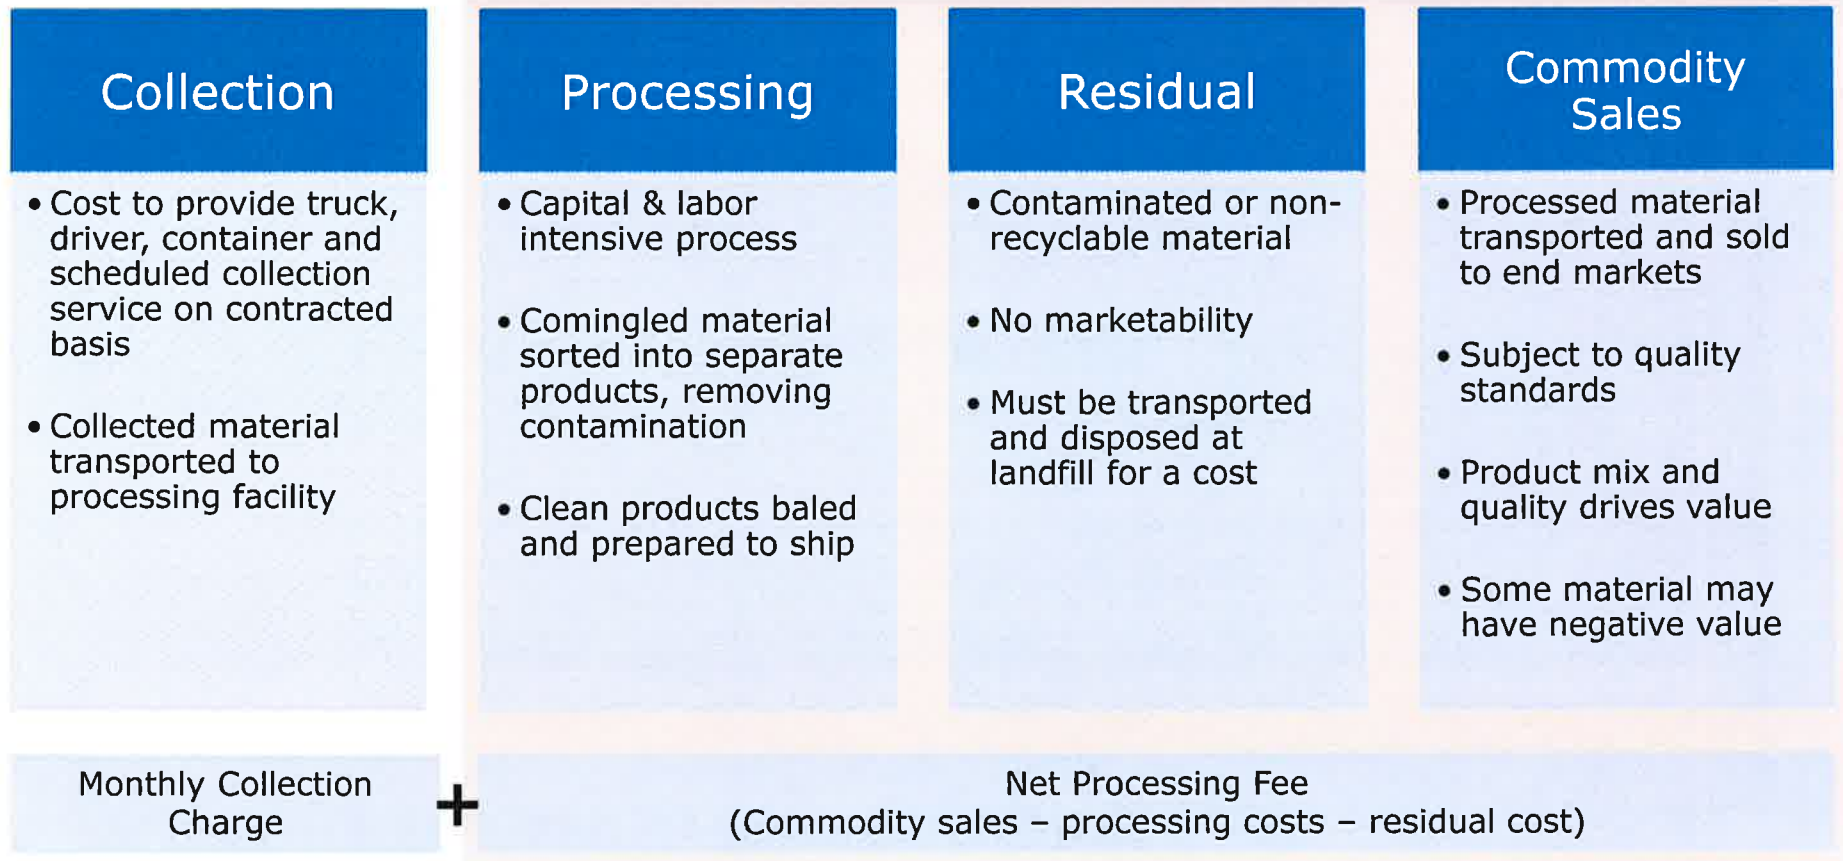 Collection
• Cost to provide truck,
driver, container and
scheduled collection
service on contracted
basis
• Collected material
transported to
processing facility
Processing
• Capital & labor
intensive process
• Comingled material
sorted into separate
products, removing
contamination
• Clean products baled
and prepared to ship
Residual
• Contaminated or non-
recyclable material
• No marketability
• Must be transported
and disposed at
landfill for a cost
Commodity
Sales
• Processed material
transported and sold
to end markets
• Subject to quality
standards
• Product mix and
quality drives value
• Some material may
have negative value
Monthly Collection
Charge
+
Net Processing Fee
(Commodity sales – processing costs – residual cost)